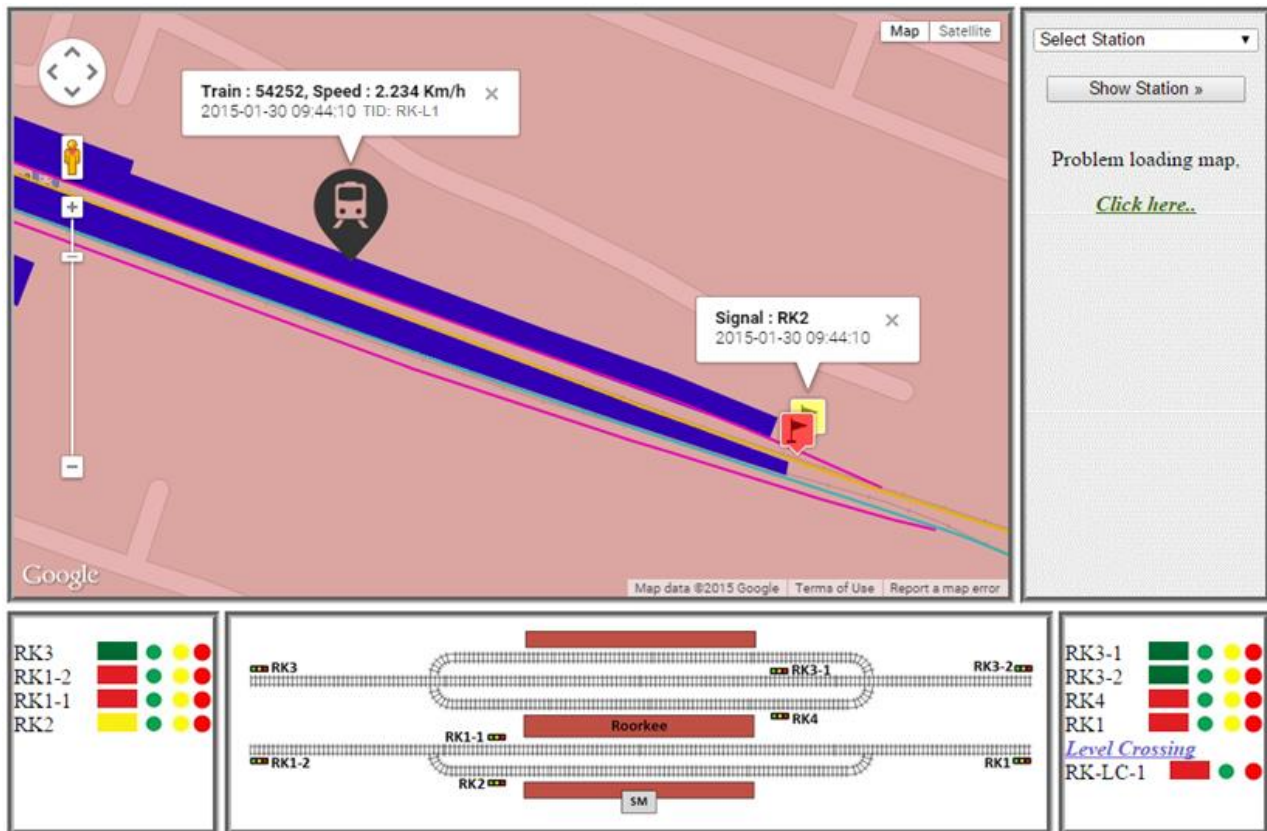 Map Satellite
Train : 54252, Speed : 2.234 Km/h
2015-01-30 09:44:10 TID: RK-L1
Signal : RK2
2015-01-30 09:44:10
Google
Map data ©2015 Google Terms of Use Report a map error
Select Station
Show Station »
Problem loading map,
Click here..
RK3
RK1-2
RK1-1
RK2
RK3
RK3-1
RK3-2
Roorkee
RK4
RK1-1
RK1-2
RK1
RK2
SM
RK3-1
RK3-2
RK4
RK1
Level Crossing
RK-LC-1